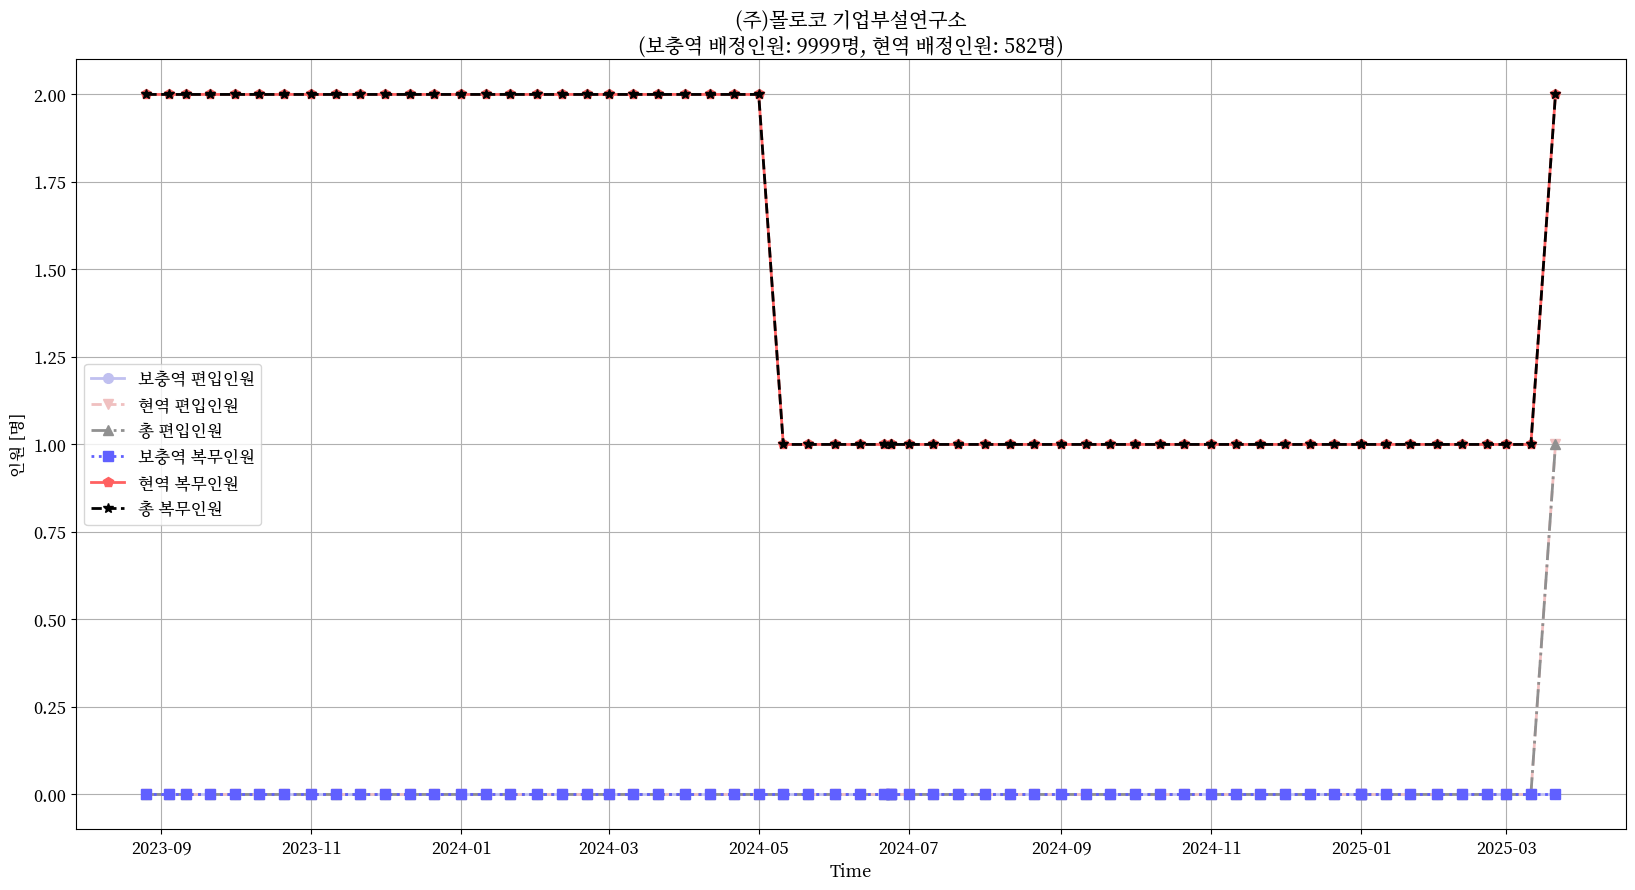 (주)몰로코 기업부설연구소
(보충역 배정인원: 9999명, 현역 배정인원: 582명)
2.00
1.75
1.50
1.25
1.00
0.75
0.50
0.25
0.00
인원 [명]
보충역 편입인원
현역 편입인원
총 편입인원
보충역 복무인원
현역 복무인원
총 복무인원
2023-09 2023-11 2024-01 2024-03 2024-05 2024-07 2024-09 2024-11 2025-01 2025-03
Time